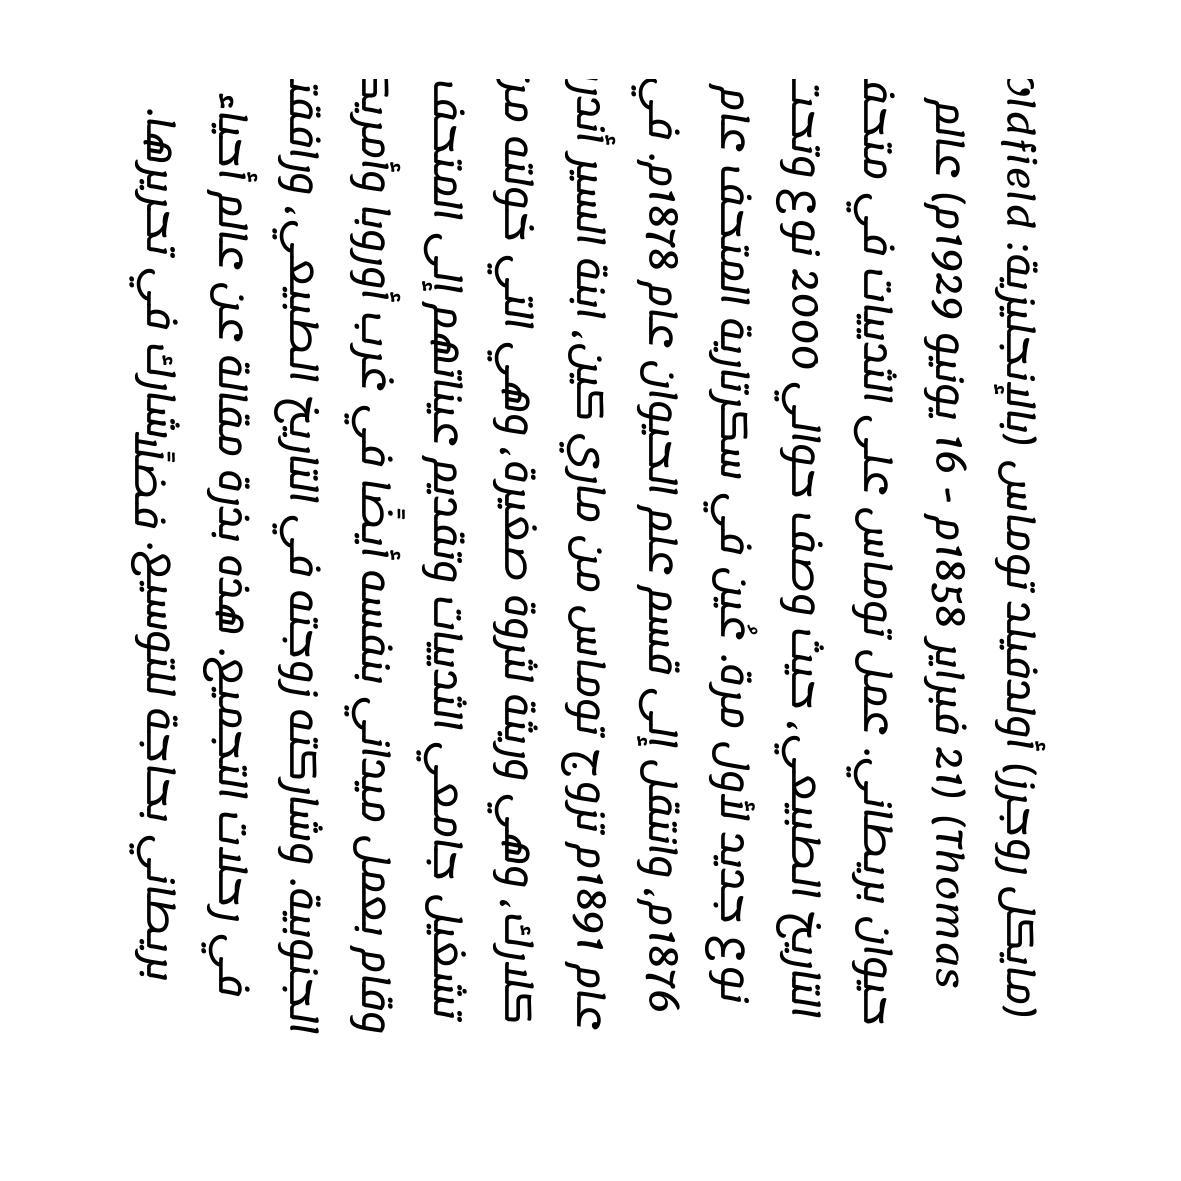 (مايكل روجرز) أولدفيلد توماس (بالإنجليزية: Oldfield
Thomas) (21 فبراير 1858م - 16 يونيو 1929م) عالم
حيوان بريطاني. عمل توماس على الثدييات في متحف
التاريخ الطبيعي، حيث وصف حوالي 2000 نوع وتحت
نوع جديد لأول مرة. عُين في سكرتارية المتحف عام
1876م، وانتقل إلى قسم علم الحيوان عام 1878م. في
عام 1891م تزوج توماس من ماري كين، ابنة السير
كلارك، وهي وريثة لثروة صغيرة، وهي التي خولته من
تشغيل جامعي الثدييات وتقديم عيناتهم إلى المتحف
وقام بعمل ميداني بنفسه أيضًا في غرب أوروبا
الجنوبية. وشاركته زوجته في التاريخ الطبيعي،
في رحلات التجميع. هذه بذرة مقالة عن عالم أحياء
بريطاني بحاجة للتوسيع. فضلًا شارك في تحريرها.